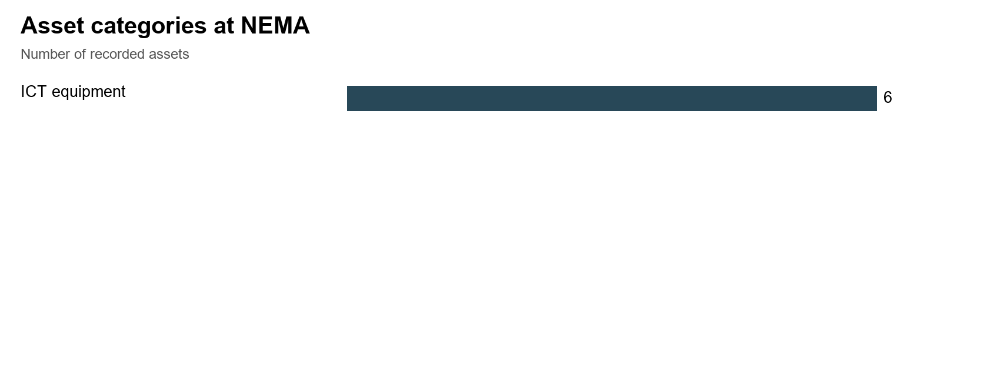 Asset categories at NEMA
Number of recorded assets
ICT equipment
6